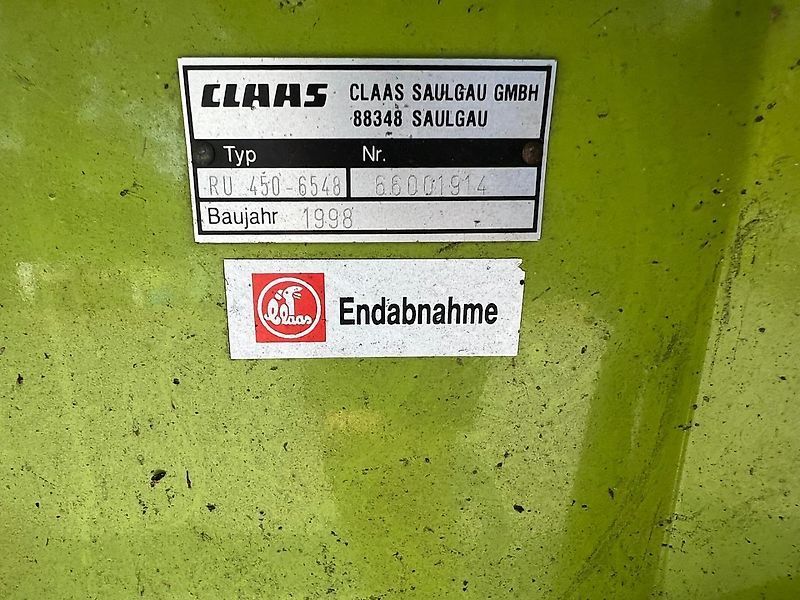 CLAAS CLAAS SAULGAU GMBH
88348 SAULGAU
Typ Nr.
RU 450-6548 66001914
Baujahr 1998
Claas Endabnahme